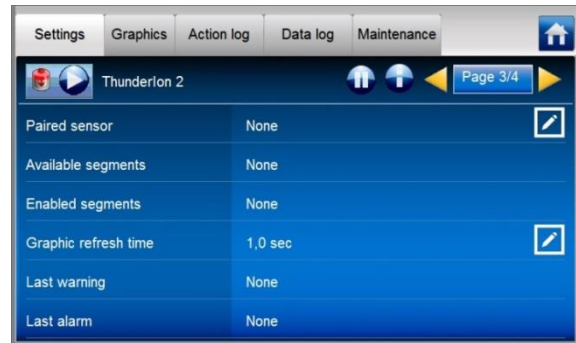 Settings Graphics Action log Data log Maintenance
ThunderIon 2 Page 3/4
Paired sensor None
Available segments None
Enabled segments None
Graphic refresh time 1,0 sec
Last warning None
Last alarm None